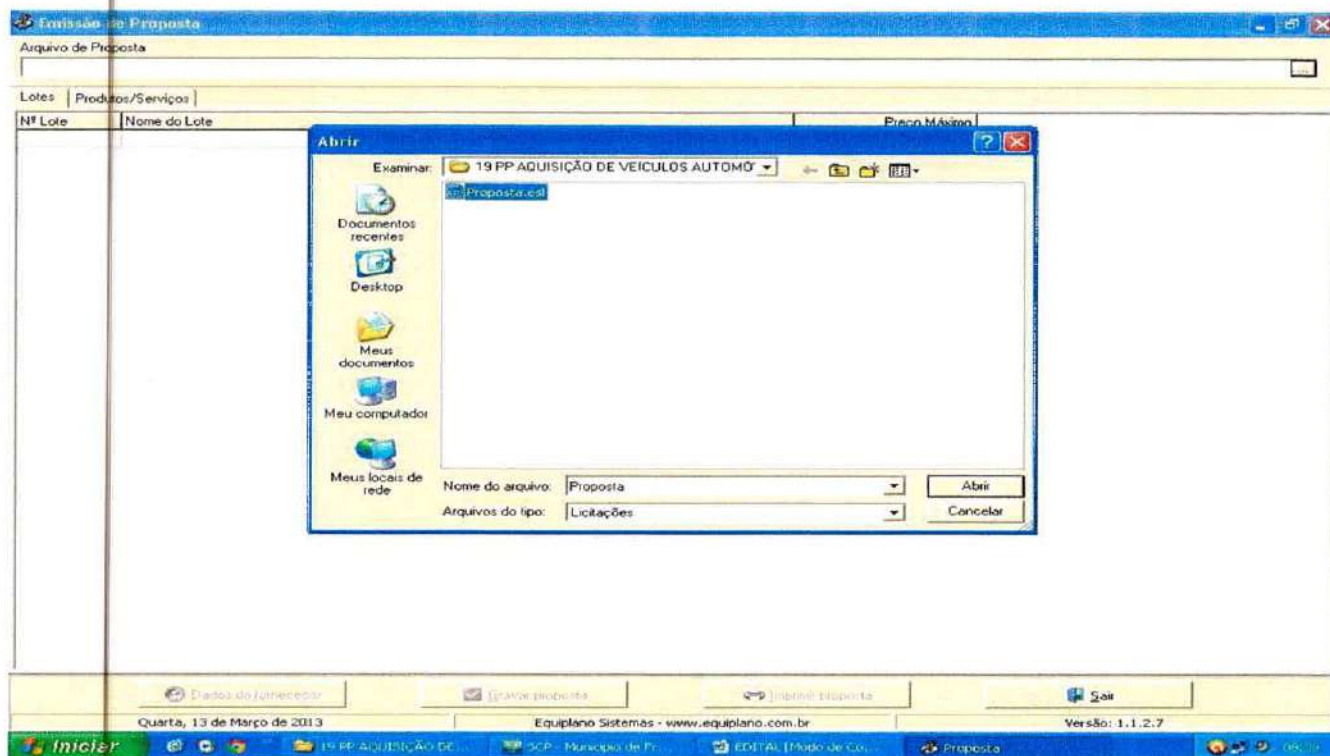 Emissão de Proposta
Arquivo de Proposta
...
Lotes Produtos/Serviços
Nº Lote Nome do Lote Preço Máximo
Abrir
Examinar: 19 PP AQUISIÇÃO DE VEICULOS AUTOMÓ
Proposta.esl
Documentos recentes
Desktop
Meus documentos
Meu computador
Meus locais de rede
Nome do arquivo: Proposta Abrir
Arquivos do tipo: Licitações Cancelar
Dados do fornecedor Gravar proposta Imprimir proposta Sair
Quarta, 13 de Março de 2013 Equiplano Sistemas - www.equiplano.com.br Versão: 1.1.2.7
Iniciar 19 PP AQUISIÇÃO DE... SCP - Município de Fr... EDITAL [Modo de Co... Proposta